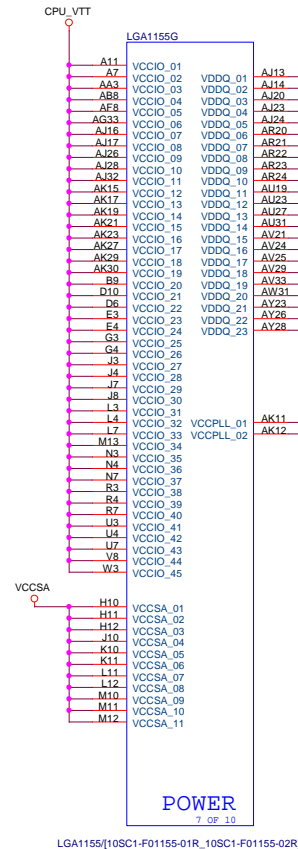 CPU_VTT
LGA1155G
A11 VCCIO_01
A7 VCCIO_02 VDDQ_01 AJ13
AA3 VCCIO_03 VDDQ_02 AJ14
AB8 VCCIO_04 VDDQ_03 AJ20
AF8 VCCIO_05 VDDQ_04 AJ23
AG33 VCCIO_06 VDDQ_05 AJ24
AJ16 VCCIO_07 VDDQ_06 AR20
AJ17 VCCIO_08 VDDQ_07 AR21
AJ26 VCCIO_09 VDDQ_08 AR22
AJ28 VCCIO_10 VDDQ_09 AR23
AJ32 VCCIO_11 VDDQ_10 AR24
AK15 VCCIO_12 VDDQ_11 AU19
AK17 VCCIO_13 VDDQ_12 AU23
AK19 VCCIO_14 VDDQ_13 AU27
AK21 VCCIO_15 VDDQ_14 AU31
AK23 VCCIO_16 VDDQ_15 AV21
AK27 VCCIO_17 VDDQ_16 AV24
AK29 VCCIO_18 VDDQ_17 AV25
AK30 VCCIO_19 VDDQ_18 AV29
B9 VCCIO_20 VDDQ_19 AV33
D10 VCCIO_21 VDDQ_20 AW31
D6 VCCIO_22 VDDQ_21 AY23
E3 VCCIO_23 VDDQ_22 AY26
E4 VCCIO_24 VDDQ_23 AY28
G3 VCCIO_25
G4 VCCIO_26
J3 VCCIO_27
J4 VCCIO_28
J7 VCCIO_29
J8 VCCIO_30
L3 VCCIO_31
L4 VCCIO_32 VCCPLL_01 AK11
L7 VCCIO_33 VCCPLL_02 AK12
M13 VCCIO_34
N3 VCCIO_35
N4 VCCIO_36
N7 VCCIO_37
R3 VCCIO_38
R4 VCCIO_39
R7 VCCIO_40
U3 VCCIO_41
U4 VCCIO_42
U7 VCCIO_43
V8 VCCIO_44
W3 VCCIO_45
VCCSA
H10 VCCSA_01
H11 VCCSA_02
H12 VCCSA_03
J10 VCCSA_04
K10 VCCSA_05
K11 VCCSA_06
L11 VCCSA_07
L12 VCCSA_08
M10 VCCSA_09
M11 VCCSA_10
M12 VCCSA_11
POWER
7 OF 10
LGA1155/[10SC1-F01155-01R_10SC1-F01155-02R